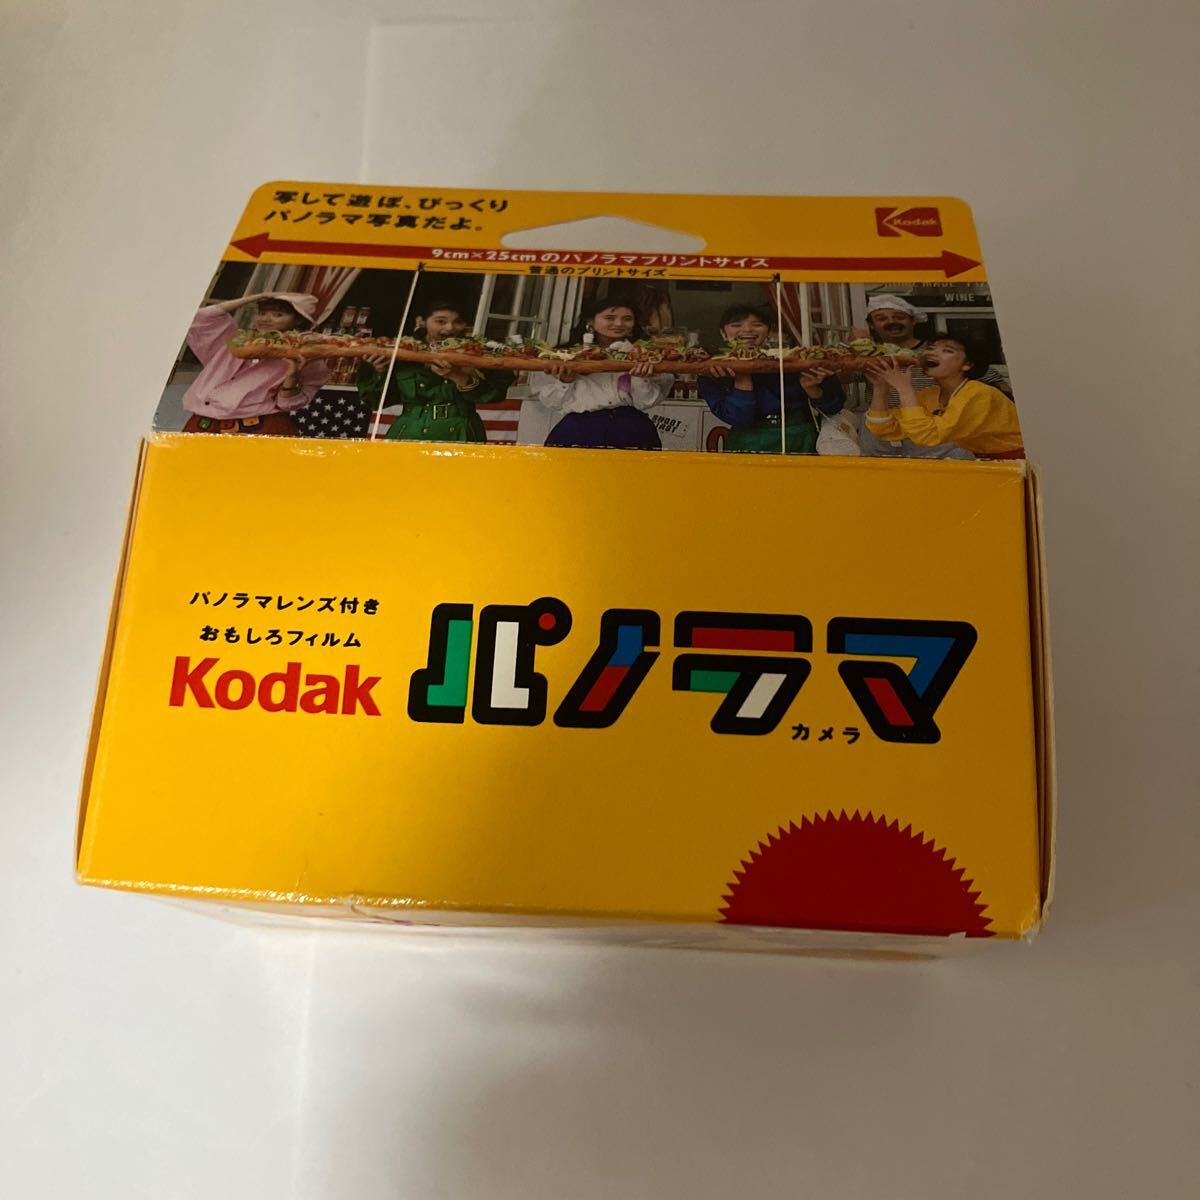 写して遊ぼ、びっくり
パノラマ写真だよ。
Kodak
9cm×25cmのパノラマプリントサイズ
普通のプリントサイズ
WINE
SHOOT
FIRST
パノラマレンズ付き
おもしろフィルム
Kodak
パノラマ
カメラ